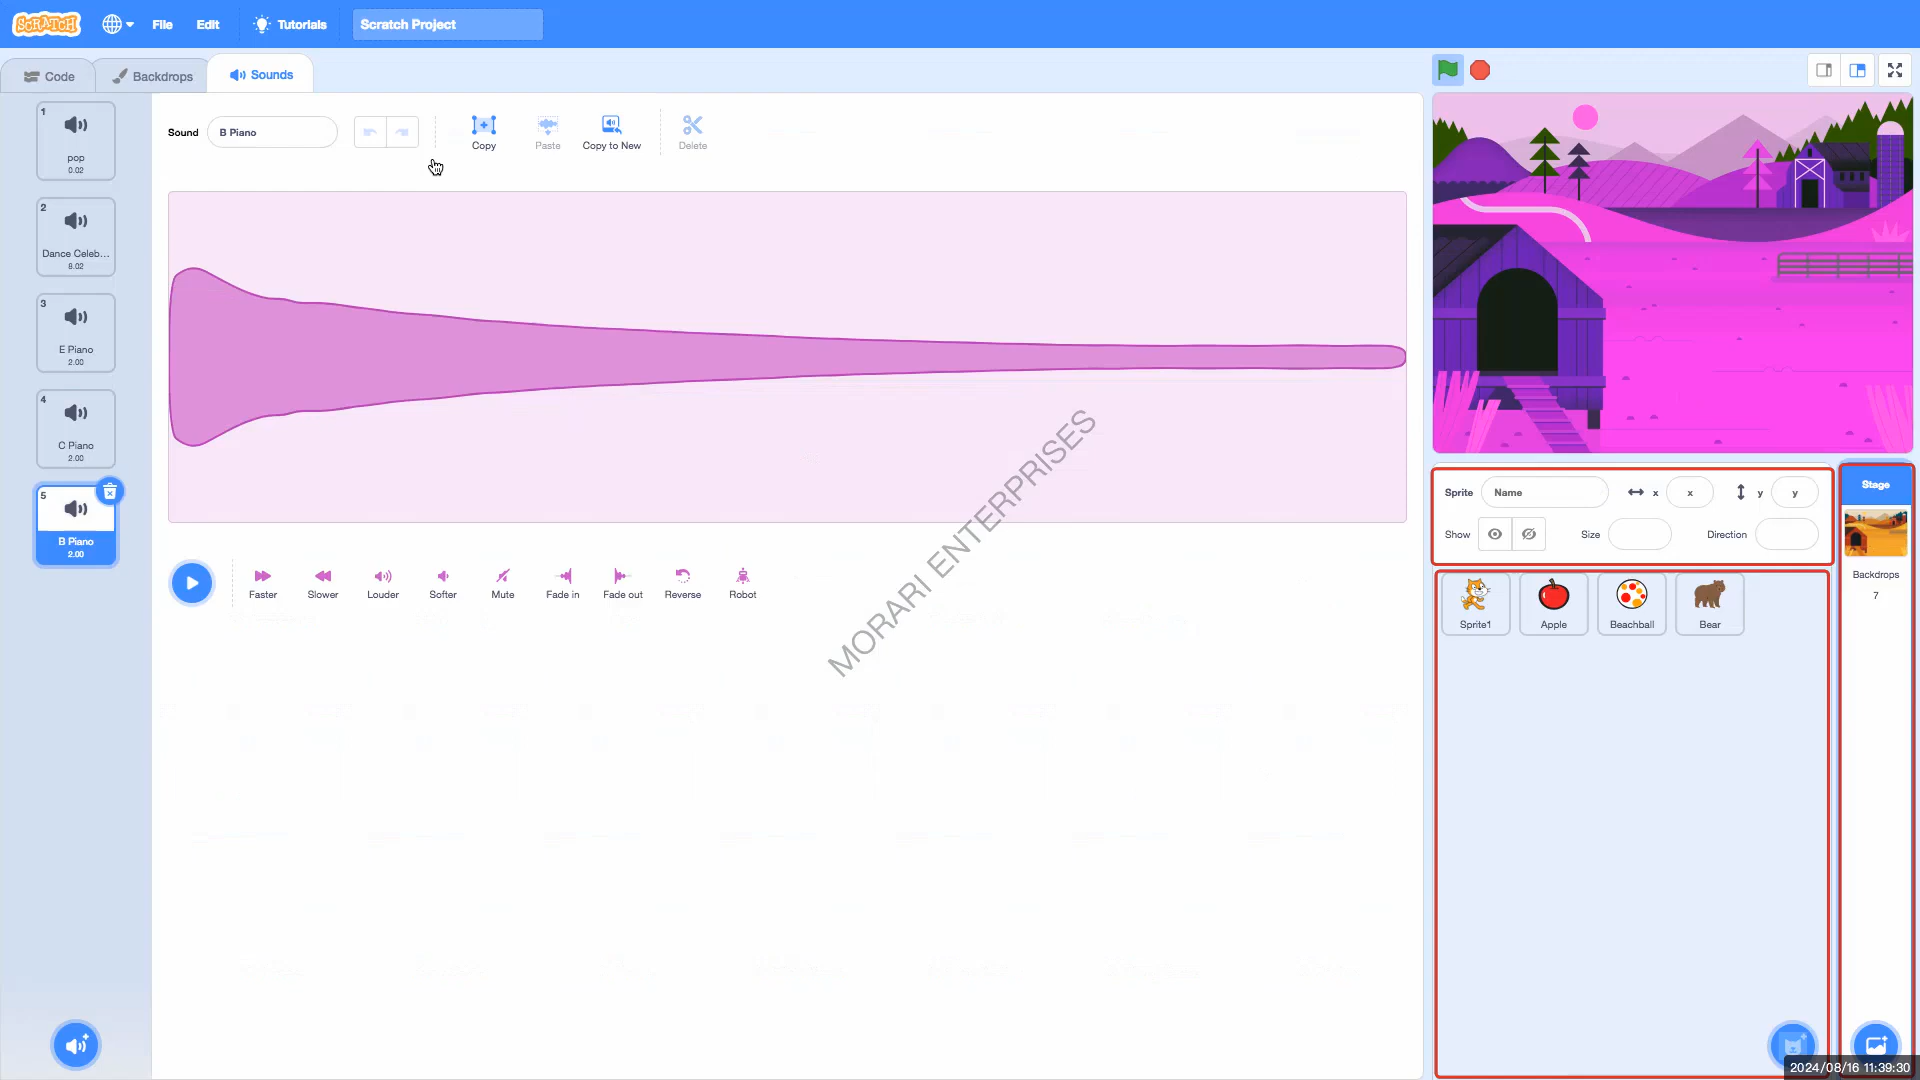 SCRATCH
File
Edit
Tutorials
Scratch Project
Code
Backdrops
Sounds
1
pop
0.02
2
Dance Celeb...
8.02
3
E Piano
2.00
4
C Piano
2.00
5
B Piano
2.00
Sound
B Piano
Copy
Paste
Copy to New
Delete
Faster
Slower
Louder
Softer
Mute
Fade in
Fade out
Reverse
Robot
MORARI ENTERPRISES
Sprite
Name
x
x
y
y
Show
Size
Direction
Stage
Backdrops
7
Sprite1
Apple
Beachball
Bear
2024/08/16 11:39:30